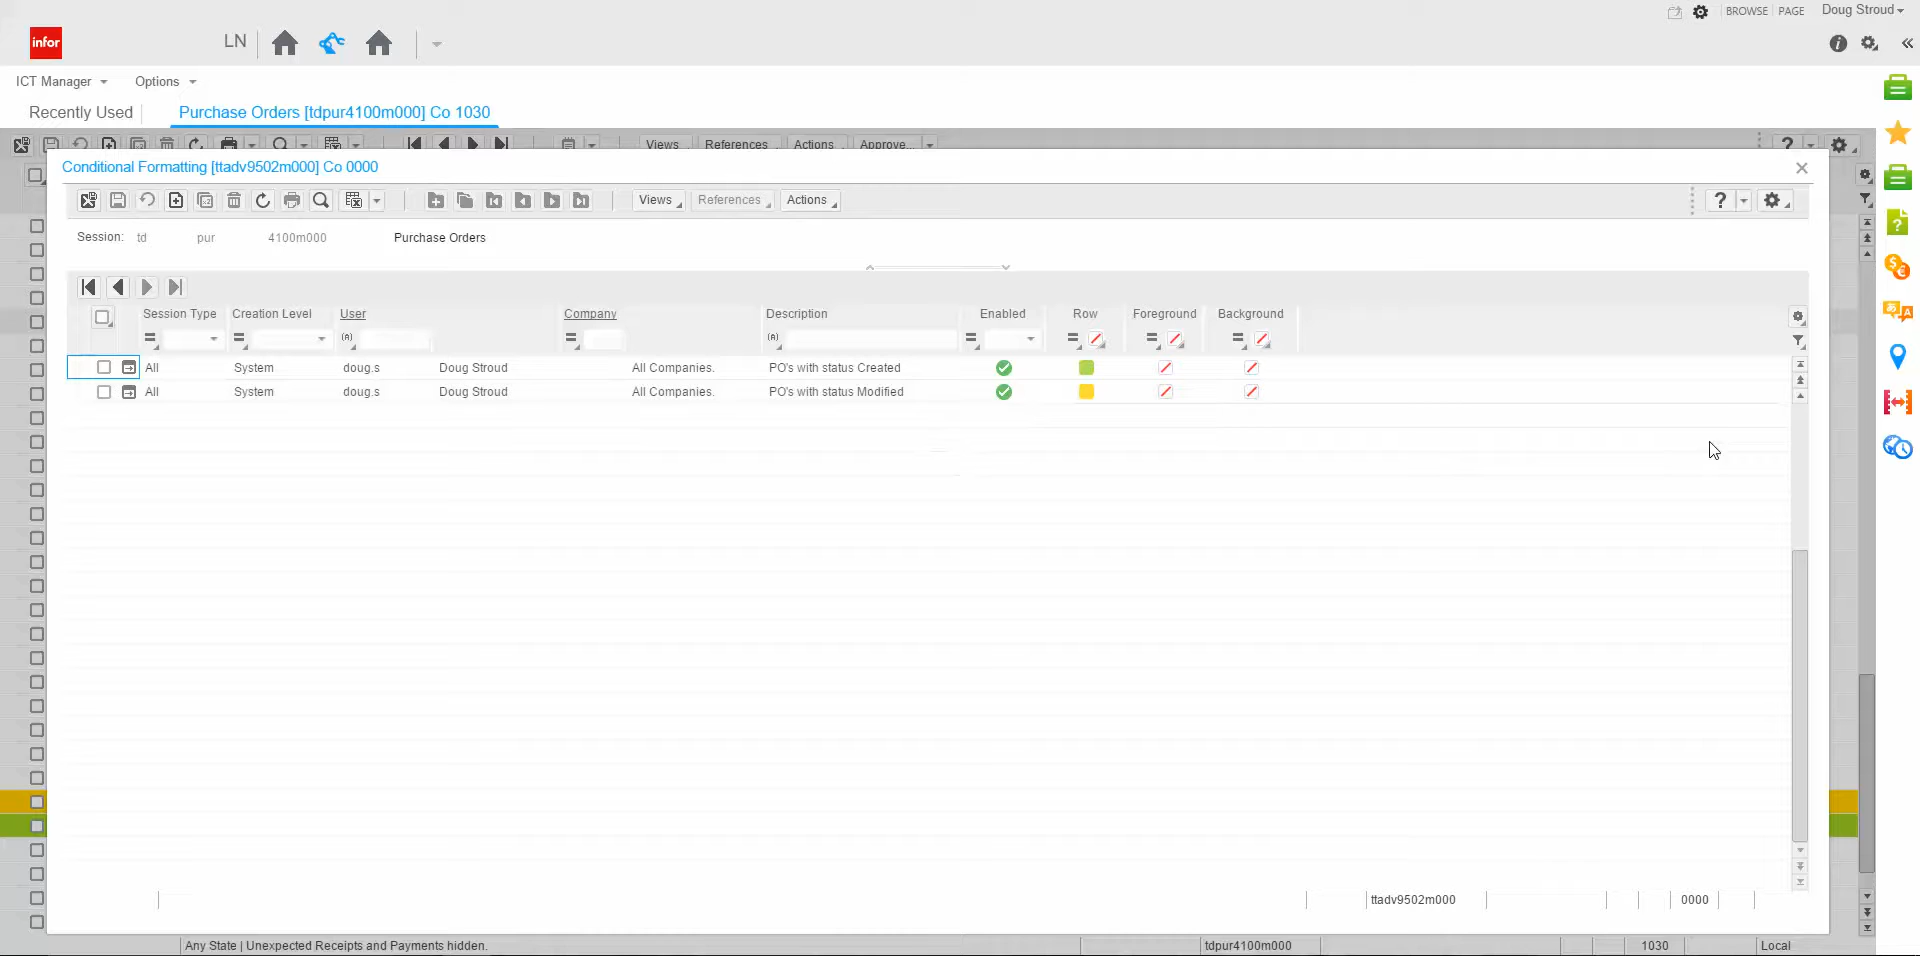 BROWSE PAGE Doug Stroud
infor LN
ICT Manager Options
Recently Used Purchase Orders [tdpur4100m000] Co 1030
Views References Actions Approve...
Conditional Formatting [ttadv9502m000] Co 0000
Views References Actions
Session: td pur 4100m000 Purchase Orders
Session Type Creation Level User Company Description Enabled Row Foreground Background
All System doug.s Doug Stroud All Companies. PO's with status Created
All System doug.s Doug Stroud All Companies. PO's with status Modified
ttadv9502m000 0000
Any State | Unexpected Receipts and Payments hidden. tdpur4100m000 1030 Local